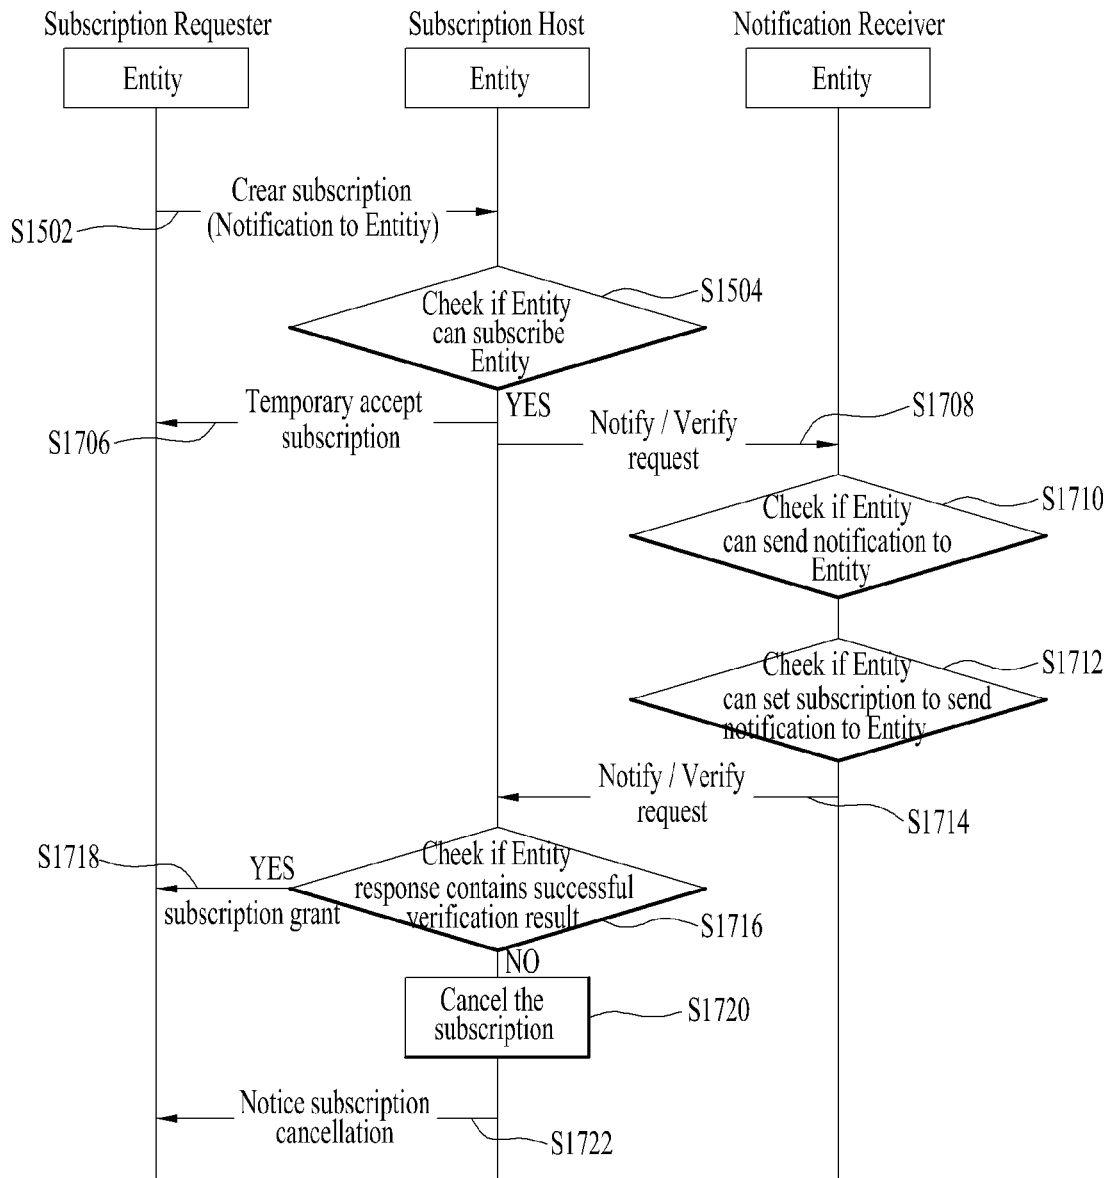 Subscription Requester
Subscription Host
Notification Receiver
Entity
Entity
Entity
Crear subscription
(Notification to Entitiy)
S1502
S1504
Cheek if Entity
can subscribe
Entity
YES
Temporary accept
subscription
S1706
Notify / Verify
request
S1708
S1710
Cheek if Entity
can send notification to
Entity
S1712
Cheek if Entity
can set subscription to send
notification to Entity
Notify / Verify
request
S1714
S1718
YES
subscription grant
Cheek if Entity
response contains successful
verification result
S1716
NO
Cancel the
subscription
S1720
Notice subscription
cancellation
S1722